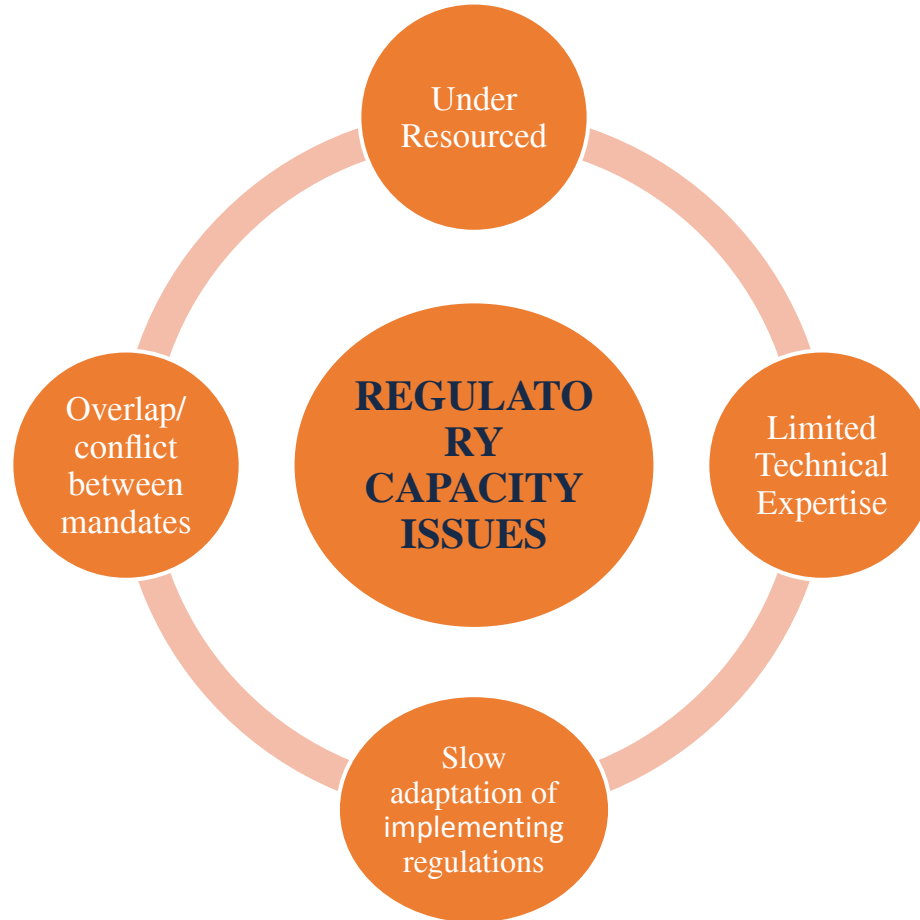 Under
Resourced
Overlap/
conflict
between
mandates
REGULATO
RY
CAPACITY
ISSUES
Limited
Technical
Expertise
Slow
adaptation of
implementing
regulations